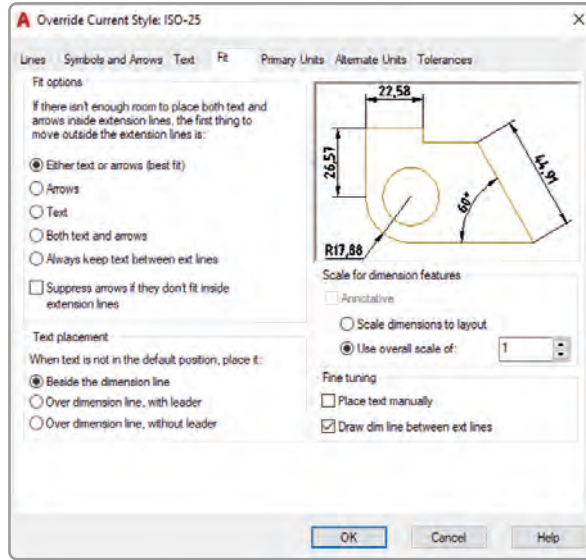 A Override Current Style: ISO-25 X
Lines Symbols and Arrows Text Fit Primary Units Alternate Units Tolerances
Fit options
If there isn't enough room to place both text and
arrows inside extension lines, the first thing to
move outside the extension lines is:
Either text or arrows (best fit)
Arrows
Text
Both text and arrows
Always keep text between ext lines
Suppress arrows if they don't fit inside
extension lines
Text placement
When text is not in the default position, place it:
Beside the dimension line
Over dimension line, with leader
Over dimension line, without leader
22,58
26,57
44,91
60°
R17,88
Scale for dimension features
Annotative
Scale dimensions to layout
Use overall scale of: 1
Fine tuning
Place text manually
Draw dim line between ext lines
OK Cancel Help